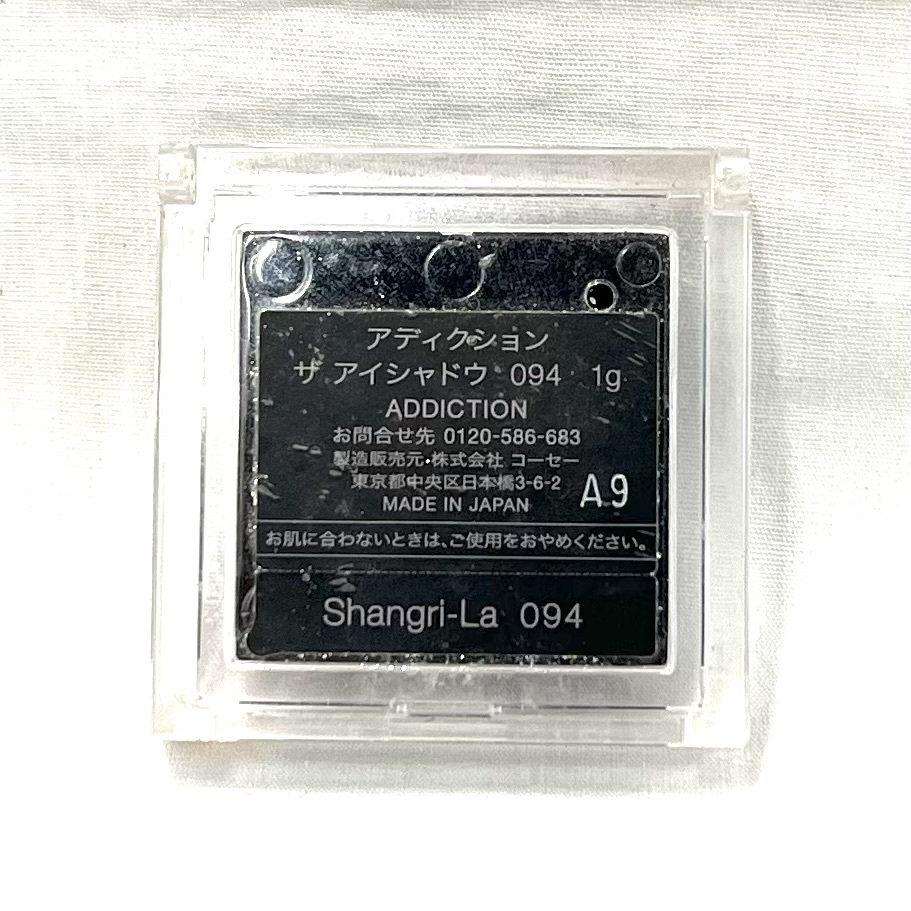 アディクション
ザ アイシャドウ 094 1g
ADDICTION
お問合せ先 0120-586-683
製造販売元・株式会社 コーセー
東京都中央区日本橋3-6-2
MADE IN JAPAN
A9
お肌に合わないときは、ご使用をおやめください。
Shangri-La 094